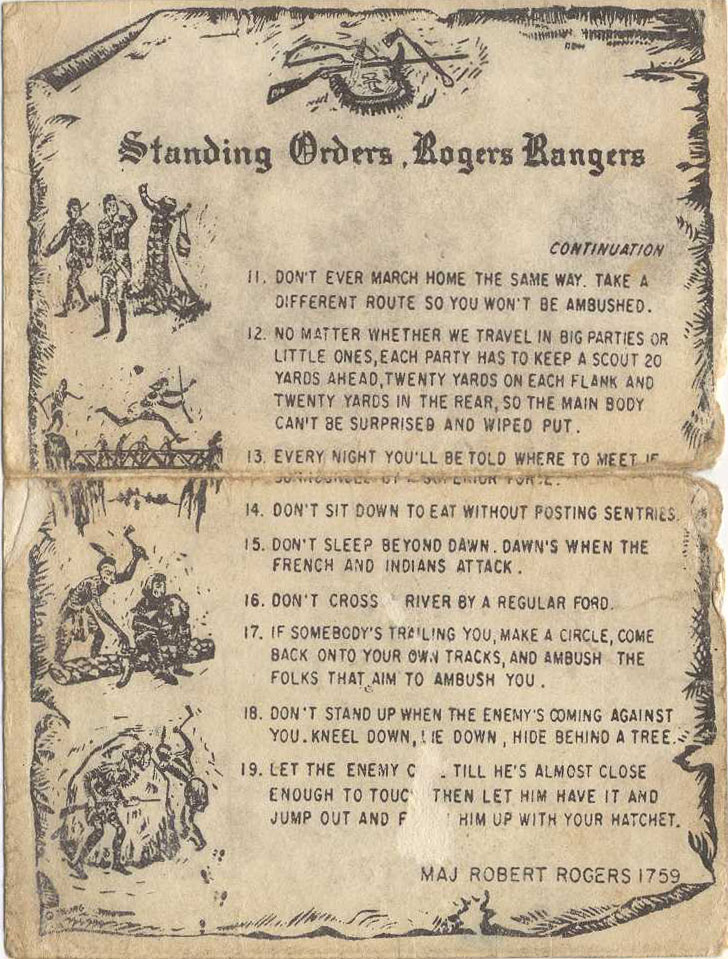 Standing Orders, Rogers Rangers
CONTINUATION
11. DON'T EVER MARCH HOME THE SAME WAY. TAKE A
DIFFERENT ROUTE SO YOU WON'T BE AMBUSHED.
12. NO MATTER WHETHER WE TRAVEL IN BIG PARTIES OR
LITTLE ONES, EACH PARTY HAS TO KEEP A SCOUT 20
YARDS AHEAD, TWENTY YARDS ON EACH FLANK AND
TWENTY YARDS IN THE REAR, SO THE MAIN BODY
CAN'T BE SURPRISED AND WIPED PUT.
13. EVERY NIGHT YOU'LL BE TOLD WHERE TO MEET IF
SURROUNDED BY A SUPERIOR FORCE.
14. DON'T SIT DOWN TO EAT WITHOUT POSTING SENTRIES.
15. DON'T SLEEP BEYOND DAWN. DAWN'S WHEN THE
FRENCH AND INDIANS ATTACK.
16. DON'T CROSS RIVER BY A REGULAR FORD.
17. IF SOMEBODY'S TRAILING YOU, MAKE A CIRCLE, COME
BACK ONTO YOUR OWN TRACKS, AND AMBUSH THE
FOLKS THAT AIM TO AMBUSH YOU.
18. DON'T STAND UP WHEN THE ENEMY'S COMING AGAINST
YOU. KNEEL DOWN, LIE DOWN, HIDE BEHIND A TREE.
19. LET THE ENEMY TILL HE'S ALMOST CLOSE
ENOUGH TO TOUCH THEN LET HIM HAVE IT AND
JUMP OUT AND HIM UP WITH YOUR HATCHET.
MAJ ROBERT ROGERS 1759